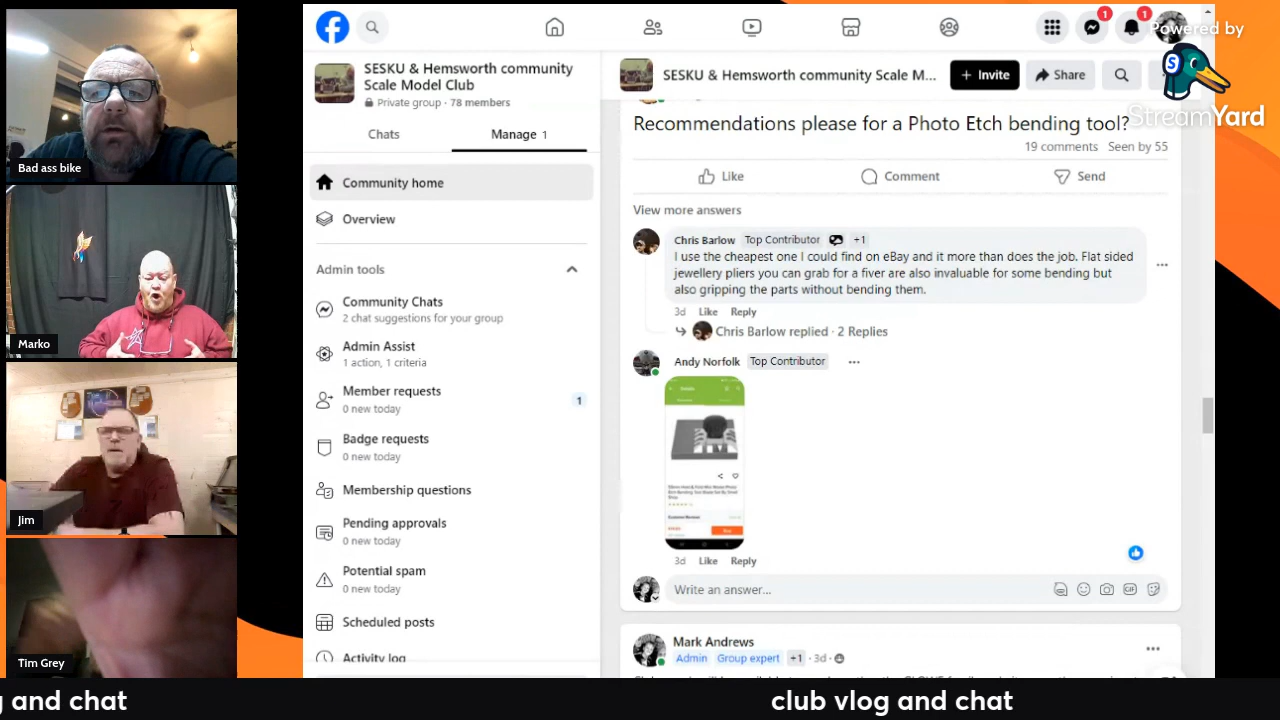 Bad ass bike
Marko
Jim
Tim Grey
SESKU & Hemsworth community
Scale Model Club
Private group · 78 members
Chats
Manage 1
Community home
Overview
Admin tools
Community Chats
2 chat suggestions for your group
Admin Assist
1 action, 1 criteria
Member requests
0 new today
1
Badge requests
0 new today
Membership questions
Pending approvals
0 new today
Potential spam
0 new today
Scheduled posts
Activity log
1
1
Powered by
StreamYard
SESKU & Hemsworth community Scale M...
+ Invite
Share
Recommendations please for a Photo Etch bending tool?
19 comments Seen by 55
Like
Comment
Send
View more answers
Chris Barlow Top Contributor +1
I use the cheapest one I could find on eBay and it more than does the job. Flat sided
jewellery pliers you can grab for a fiver are also invaluable for some bending but
also gripping the parts without bending them.
3d Like Reply
Chris Barlow replied · 2 Replies
Andy Norfolk Top Contributor
3d Like Reply
Write an answer...
Mark Andrews
Admin Group expert +1 · 3d ·
g and chat
club vlog and chat